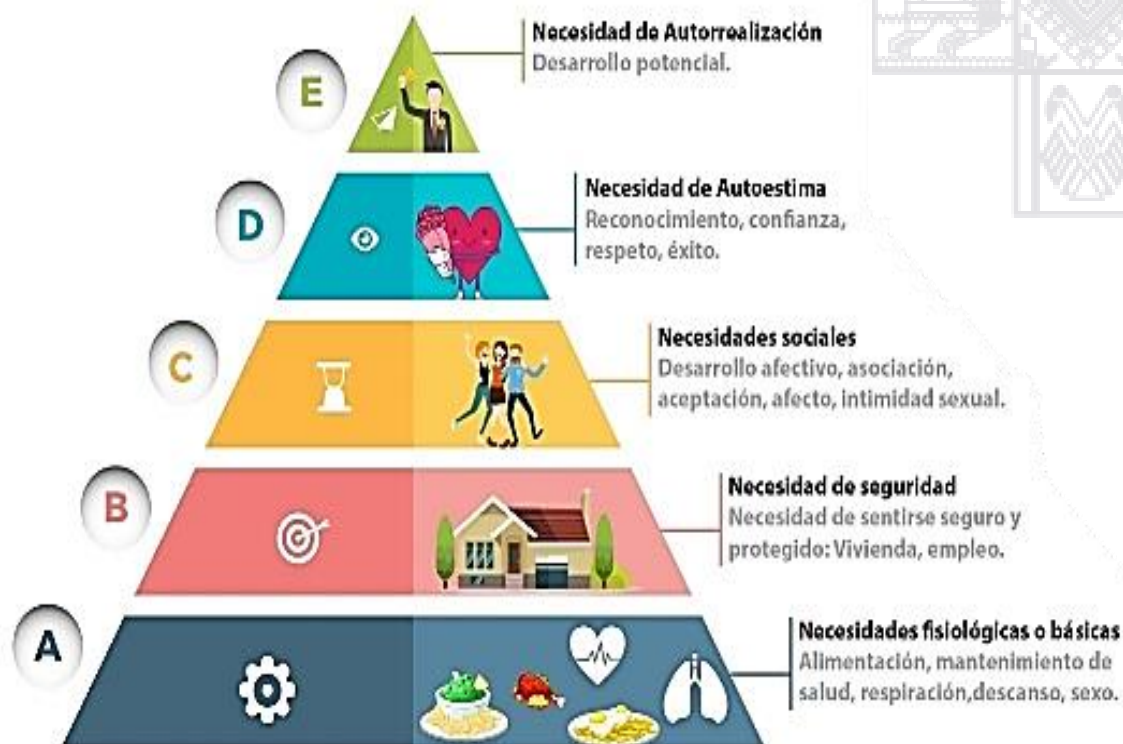 E
Necesidad de Autorrealización
Desarrollo potencial.
D
Necesidad de Autoestima
Reconocimiento, confianza,
respeto, éxito.
C
Necesidades sociales
Desarrollo afectivo, asociación,
aceptación, afecto, intimidad sexual.
B
Necesidad de seguridad
Necesidad de sentirse seguro y
protegido: Vivienda, empleo.
A
Necesidades fisiológicas o básicas
Alimentación, mantenimiento de
salud, respiración,descanso, sexo.